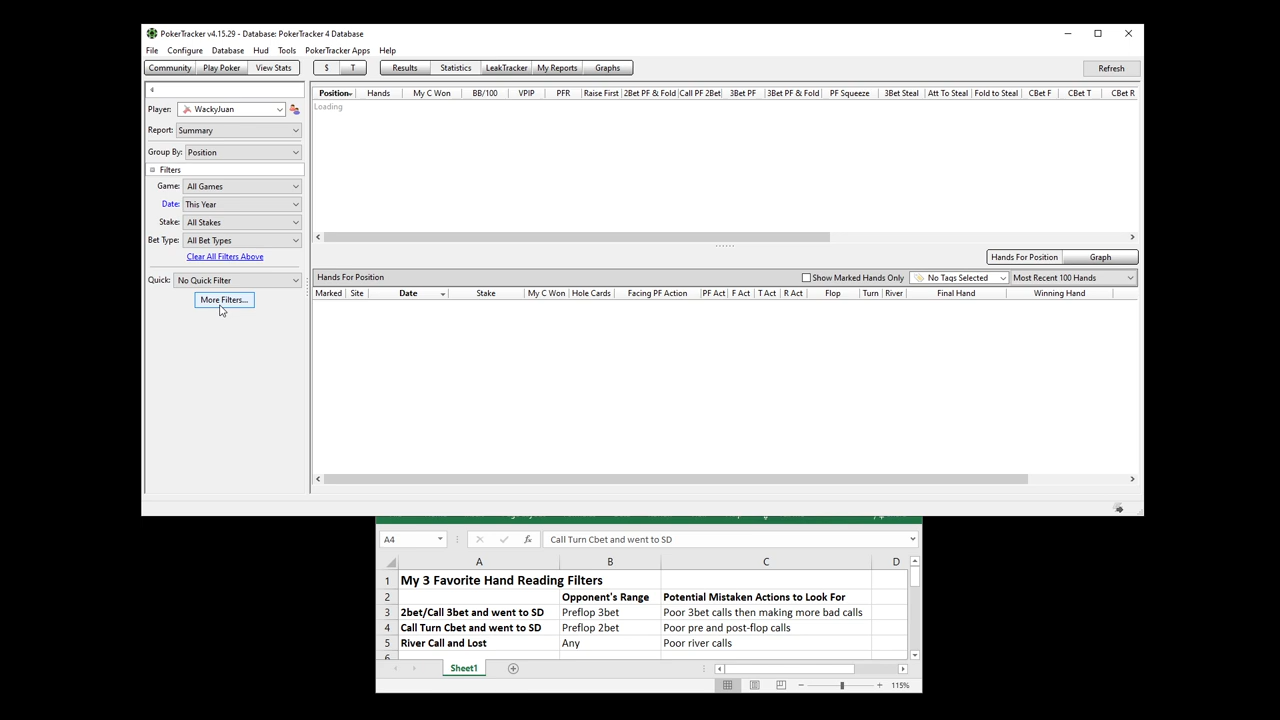 PokerTracker v4.15.29 - Database: PokerTracker 4 Database
File Configure Database Hud Tools PokerTracker Apps Help
Community Play Poker View Stats $ T Results Statistics LeakTracker My Reports Graphs Refresh
Player: WackyJuan
Report: Summary
Group By: Position
Filters
Game: All Games
Date: This Year
Stake: All Stakes
Bet Type: All Bet Types
Clear All Filters Above
Quick: No Quick Filter
More Filters...
Position Hands My C Won BB/100 VPIP PFR Raise First 2Bet PF & Fold Call PF 2Bet 3Bet PF 3Bet PF & Fold PF Squeeze 3Bet Steal Att To Steal Fold to Steal CBet F CBet T CBet R
Loading
Hands For Position Graph
Hands For Position Show Marked Hands Only No Tags Selected Most Recent 100 Hands
Marked Site Date Stake My C Won Hole Cards Facing PF Action PF Act F Act T Act R Act Flop Turn River Final Hand Winning Hand
A4 fx Call Turn Cbet and went to SD
A B C D
1 My 3 Favorite Hand Reading Filters
2 Opponent's Range Potential Mistaken Actions to Look For
3 2bet/Call 3bet and went to SD Preflop 3bet Poor 3bet calls then making more bad calls
4 Call Turn Cbet and went to SD Preflop 2bet Poor pre and post-flop calls
5 River Call and Lost Any Poor river calls
6
Sheet1
115%